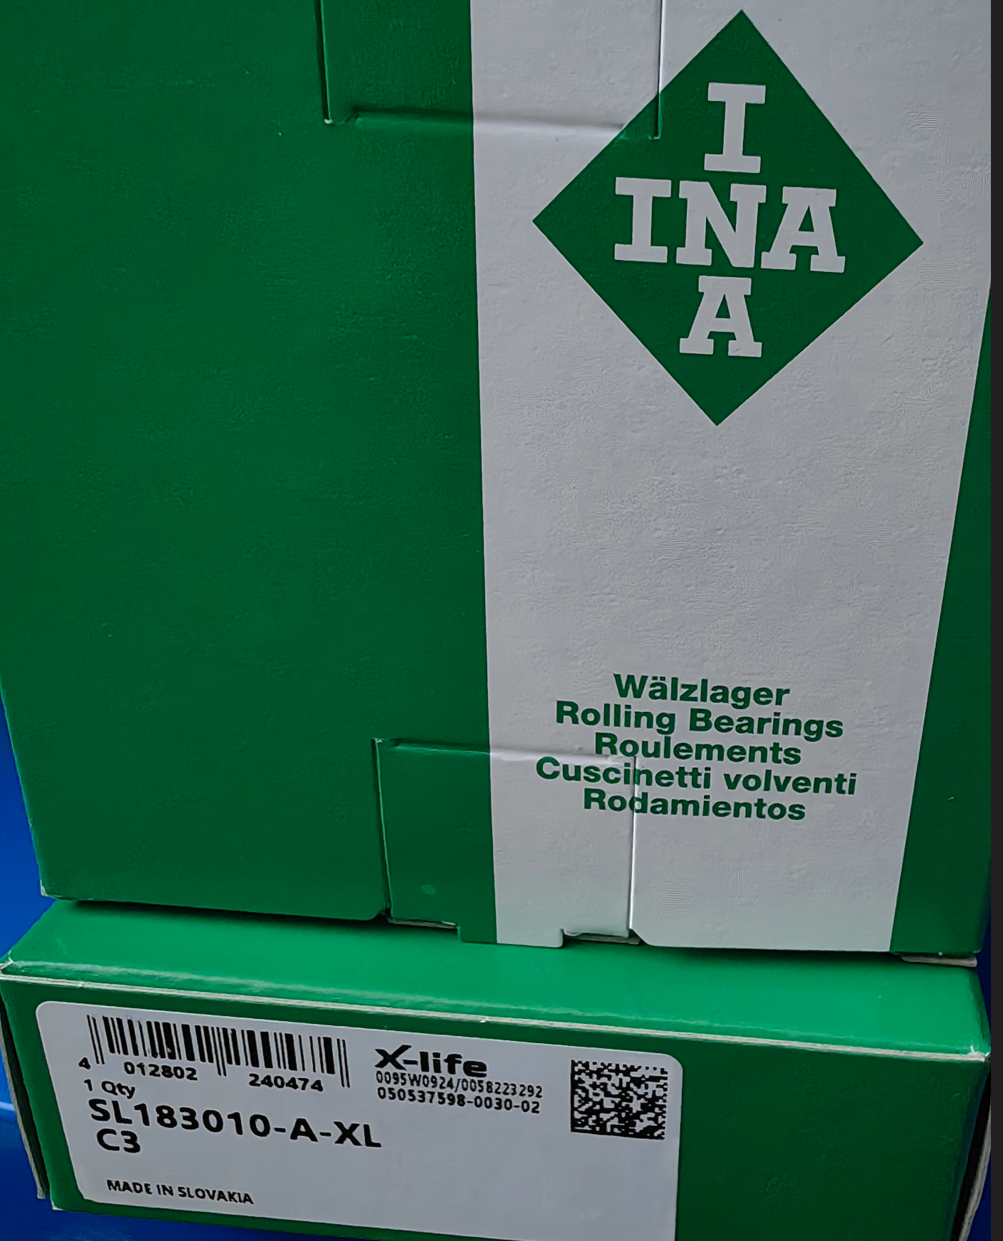 I
INA
A
Wälzlager
Rolling Bearings
Roulements
Cuscinetti volventi
Rodamientos
4 012802 240474
X-life
0095W0924/0058223292
050537598-0030-02
1 Qty
SL183010-A-XL
C3
MADE IN SLOVAKIA